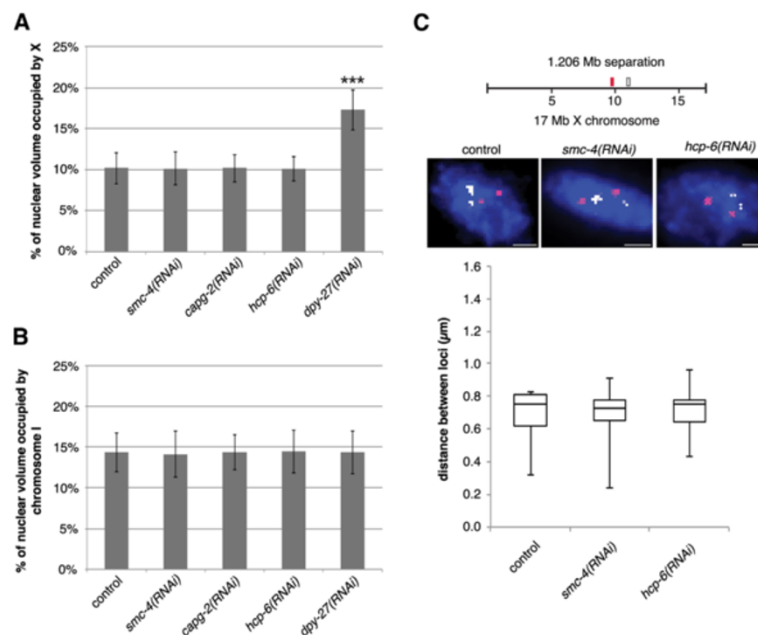 A
% of nuclear volume occupied by X
25%
20%
15%
10%
5%
0%
***
control
smc-4(RNAi)
capg-2(RNAi)
hcp-6(RNAi)
dpy-27(RNAi)
B
% of nuclear volume occupied by
chromosome I
25%
20%
15%
10%
5%
0%
control
smc-4(RNAi)
capg-2(RNAi)
hcp-6(RNAi)
dpy-27(RNAi)
C
1.206 Mb separation
5 10 15
17 Mb X chromosome
control smc-4(RNAi) hcp-6(RNAi)
distance between loci (µm)
1.6
1.4
1.2
1.0
0.8
0.6
0.4
0.2
0.0
control
smc-4(RNAi)
hcp-6(RNAi)